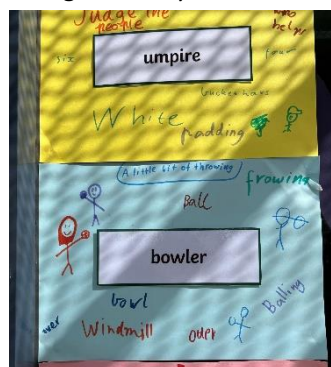 Judge the
people
who
help
six
umpire
four
White
padding
A little bit of throwing
frowing
Ball
bowler
bowl
Balling
Windmill
over